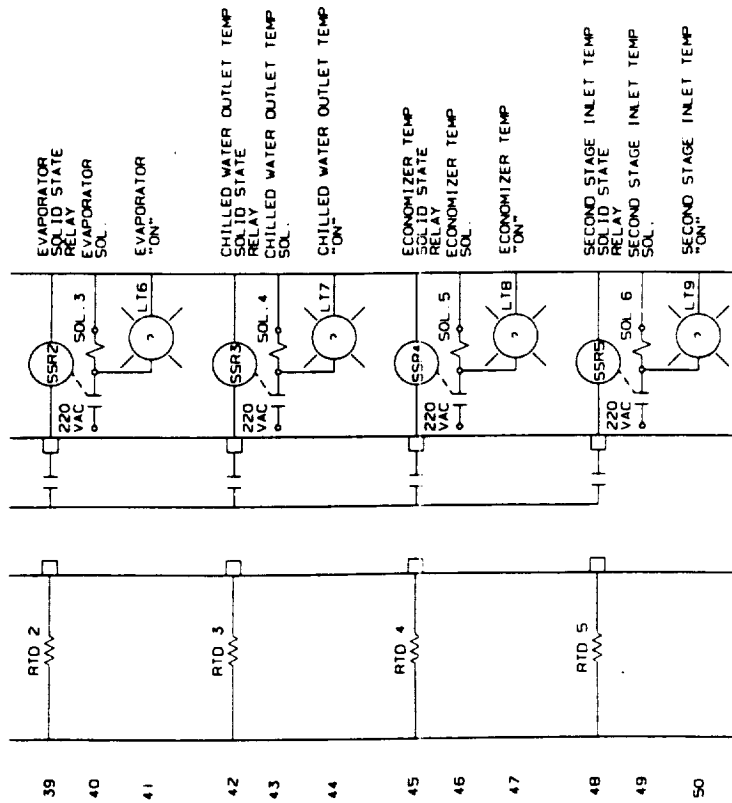 39
RTD 2
SSR2
EVAPORATOR
SOLID STATE
RELAY
40
220
VAC
SOL. 3
EVAPORATOR
SOL.
41
?
LT6
EVAPORATOR
"ON"
42
RTD 3
SSR3
CHILLED WATER OUTLET TEMP
SOLID STATE
RELAY
43
220
VAC
SOL. 4
CHILLED WATER OUTLET TEMP
SOL.
44
?
LT7
CHILLED WATER OUTLET TEMP
"ON"
45
RTD 4
SSR4
ECONOMIZER TEMP
SOLID STATE
RELAY
46
220
VAC
SOL. 5
ECONOMIZER TEMP
SOL.
47
?
LT8
ECONOMIZER TEMP
"ON"
48
RTD 5
SSR5
SECOND STAGE INLET TEMP
SOLID STATE
RELAY
49
220
VAC
SOL. 6
SECOND STAGE INLET TEMP
SOL.
50
?
LT9
SECOND STAGE INLET TEMP
"ON"